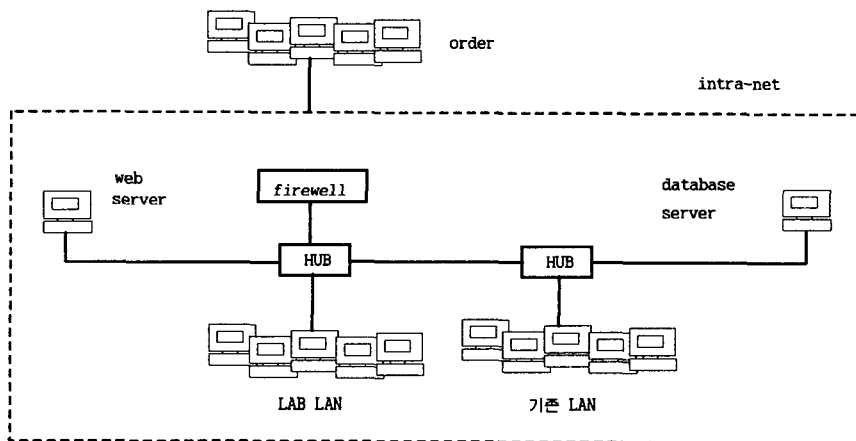 order
intra-net
web
server
firewell
database
server
HUB
HUB
LAB LAN
기존 LAN